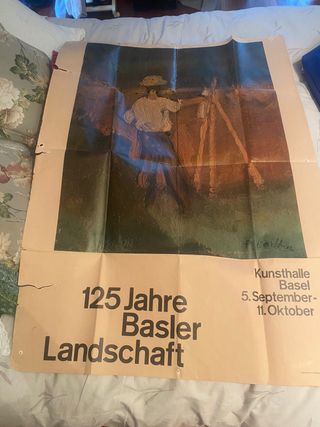 125 Jahre
Basler
Landschaft
Kunsthalle
Basel
5. September-
11. Oktober